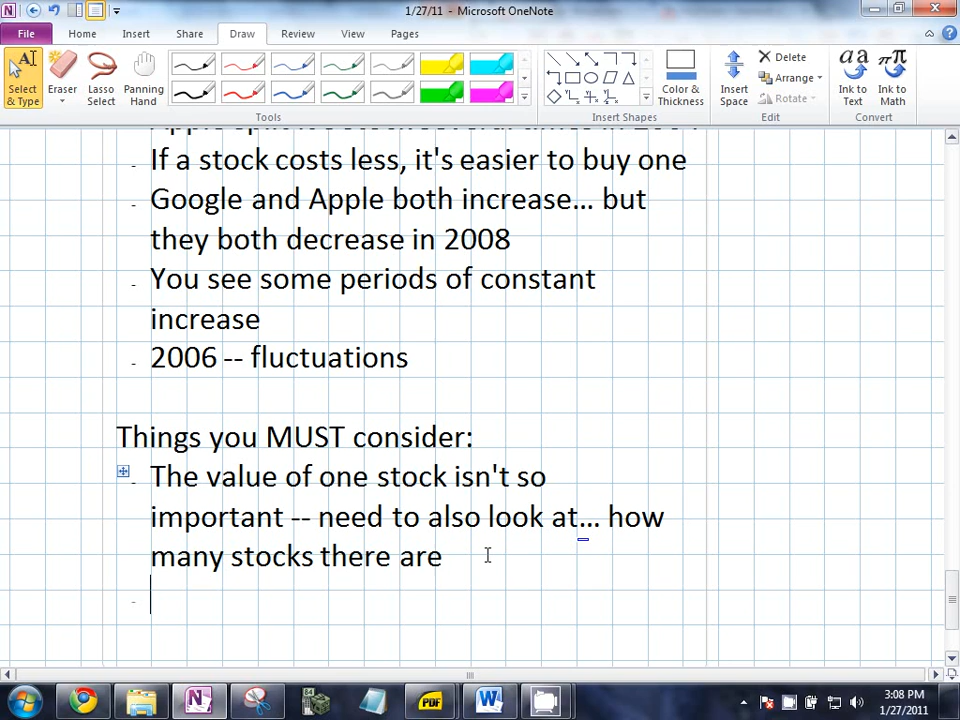 1/27/11 - Microsoft OneNote
File Home Insert Share Draw Review View Pages
Select & Type
Eraser
Lasso Select
Panning Hand
Color & Thickness
Insert Space
Delete
Arrange
Rotate
Ink to Text
Ink to Math
Tools Insert Shapes Edit Convert
- If a stock costs less, it's easier to buy one
- Google and Apple both increase... but
they both decrease in 2008
- You see some periods of constant
increase
- 2006 -- fluctuations
Things you MUST consider:
- The value of one stock isn't so
important -- need to also look at... how
many stocks there are
-
PDF
3:08 PM
1/27/2011